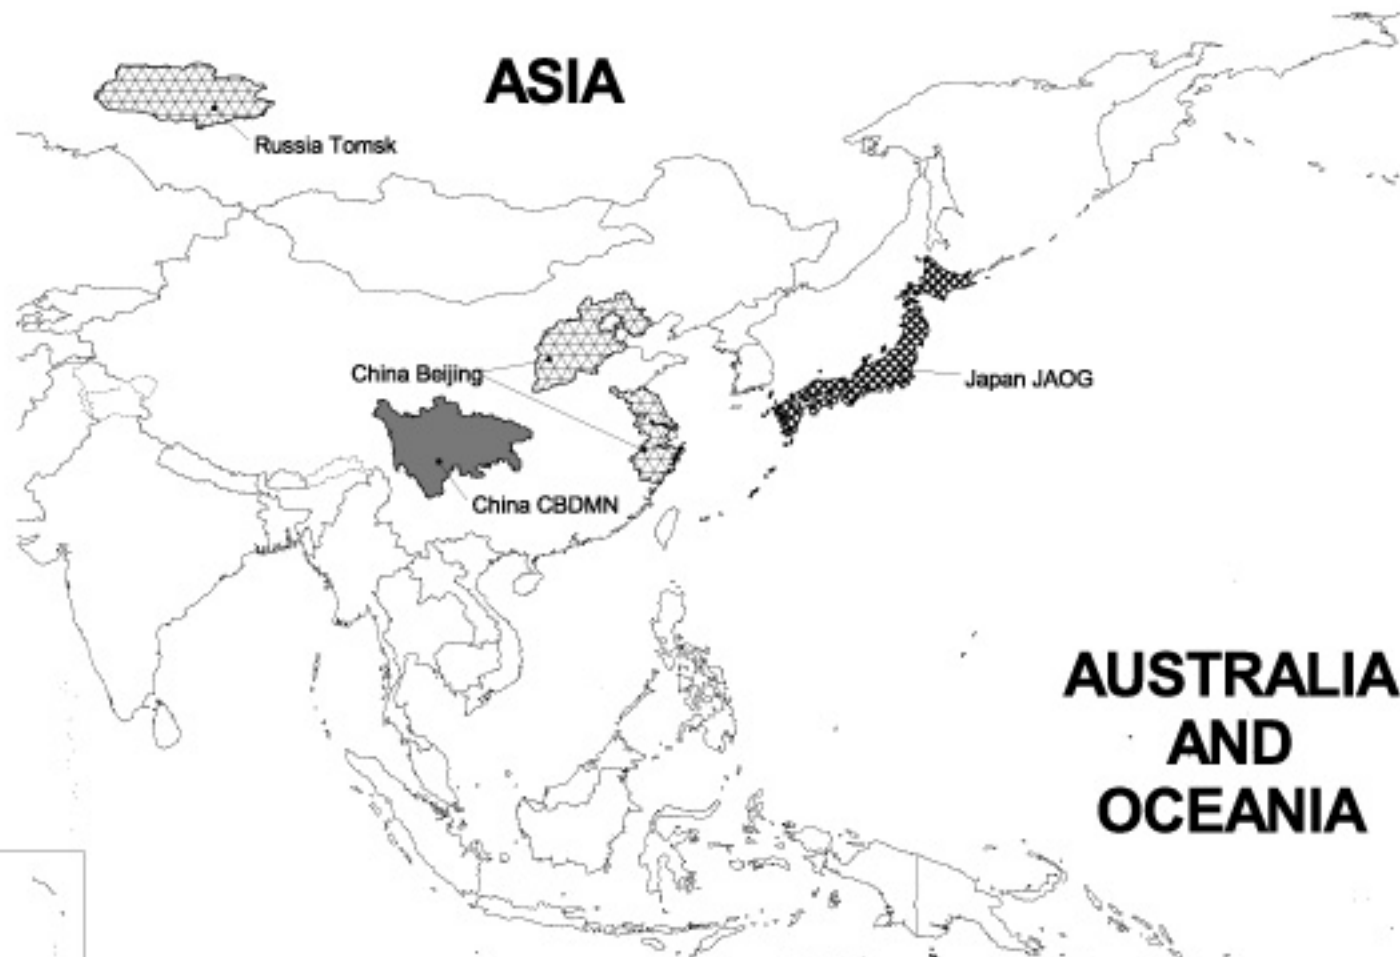 ASIA
Russia Tomsk
China Beijing
Japan JAOG
China CBDMN
AUSTRALIA
AND
OCEANIA